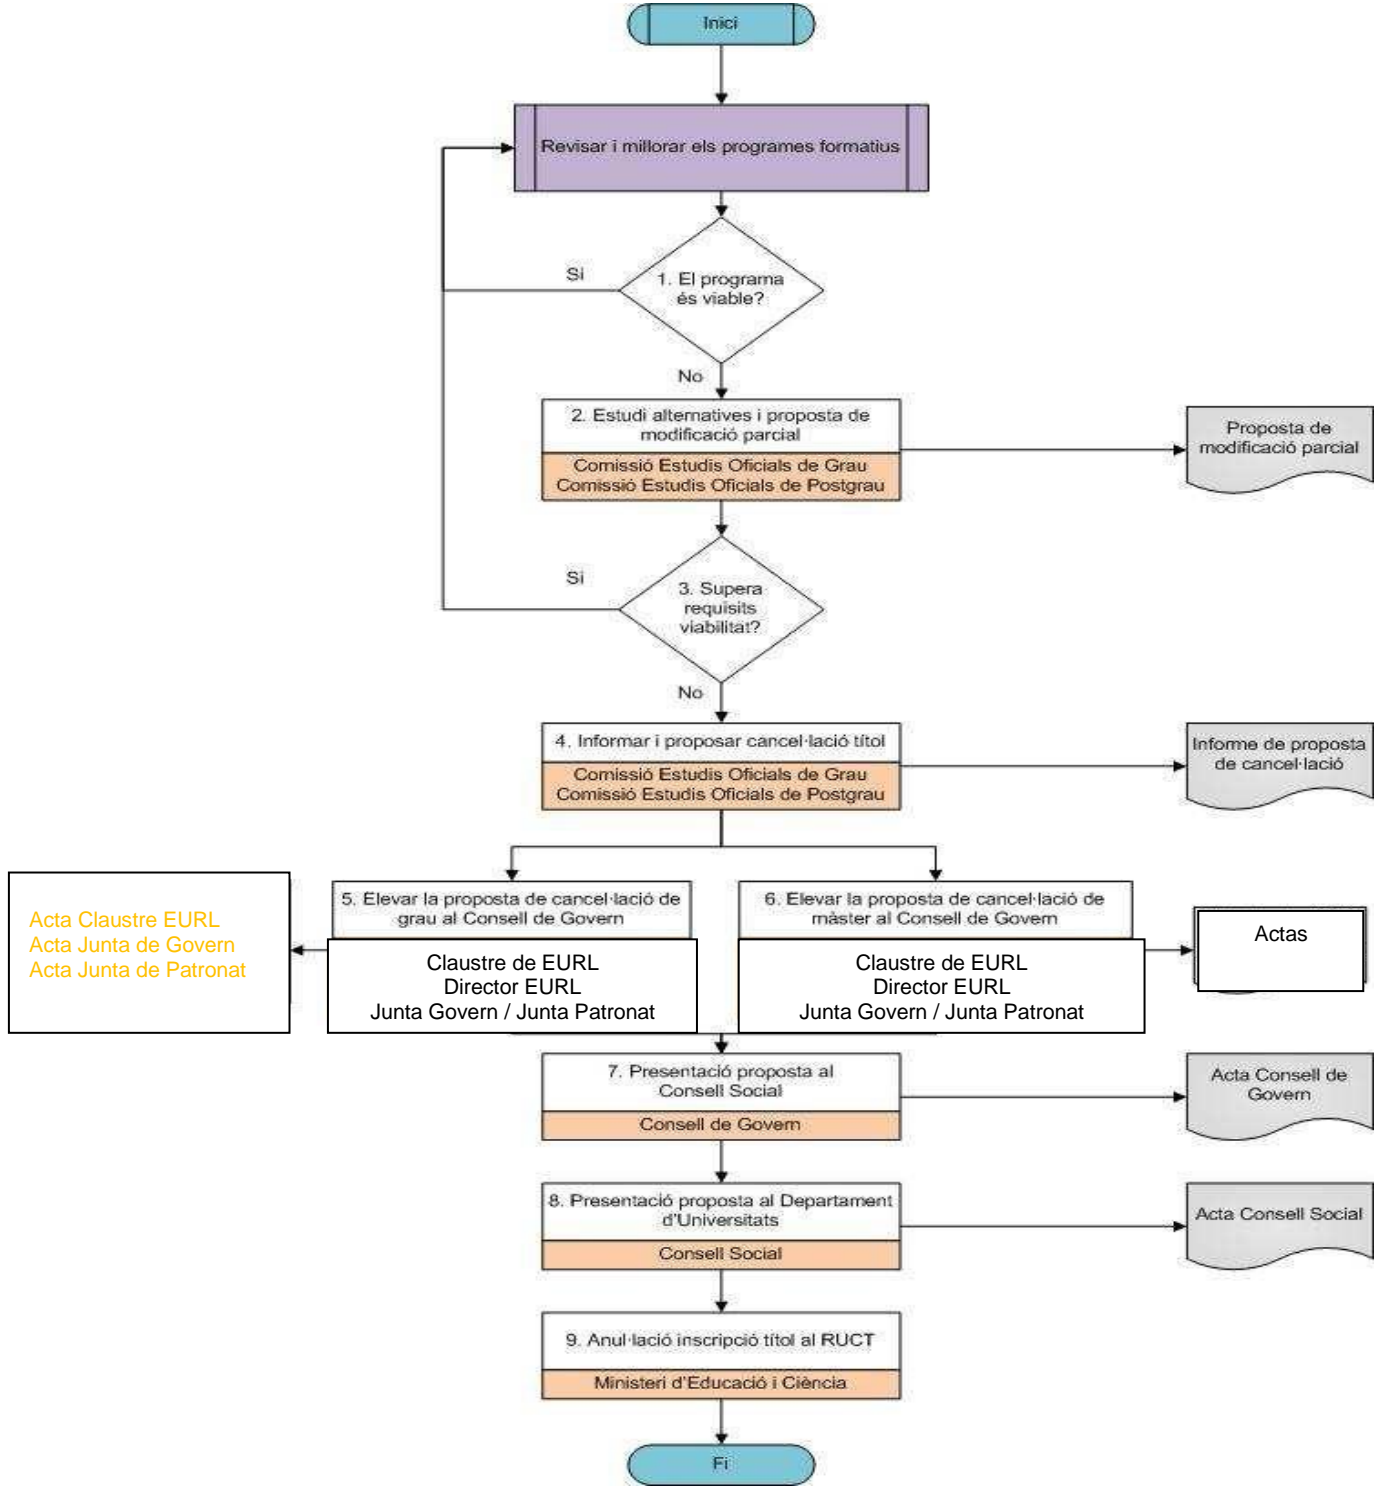 Inici
Revisar i millorar els programes formatius
Si
1. El programa
és viable?
No
2. Estudi alternatives i proposta de
modificació parcial
Comissió Estudis Oficials de Grau
Comissió Estudis Oficials de Postgrau
Proposta de
modificació parcial
Si
3. Supera
requisits
viabilitat?
No
4. Informar i proposar cancel·lació títol
Comissió Estudis Oficials de Grau
Comissió Estudis Oficials de Postgrau
Informe de proposta
de cancel·lació
Acta Claustre EURL
Acta Junta de Govern
Acta Junta de Patronat
5. Elevar la proposta de cancel·lació de
grau al Consell de Govern
Claustre de EURL
Director EURL
Junta Govern / Junta Patronat
6. Elevar la proposta de cancel·lació de
màster al Consell de Govern
Claustre de EURL
Director EURL
Junta Govern / Junta Patronat
Actas
7. Presentació proposta al
Consell Social
Consell de Govern
Acta Consell de
Govern
8. Presentació proposta al Departament
d'Universitats
Consell Social
Acta Consell Social
9. Anul·lació inscripció títol al RUCT
Ministeri d'Educació i Ciència
Fi